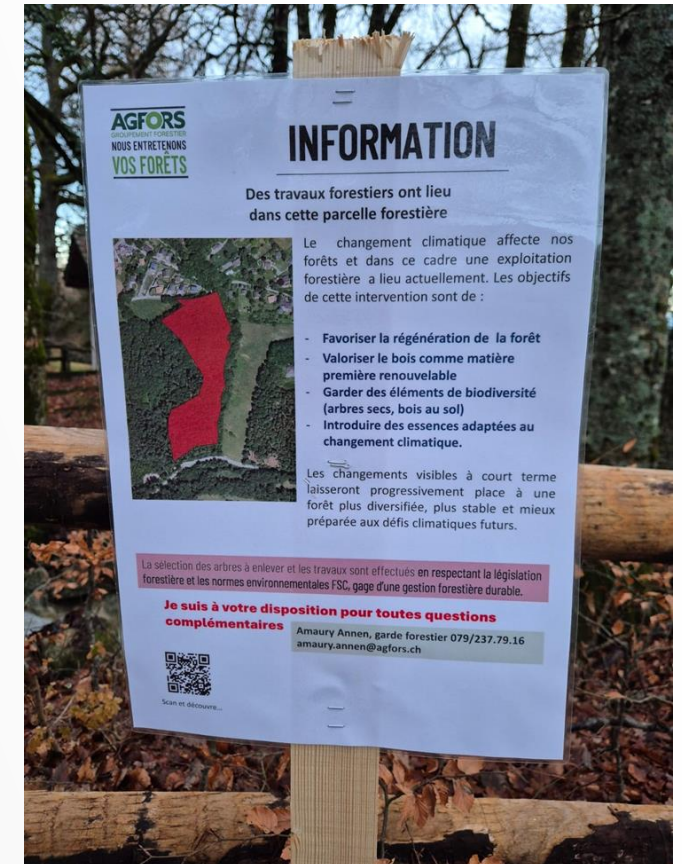 AGFORS
GROUPEMENT FORESTIER
NOUS ENTRETENONS
VOS FORÊTS
INFORMATION
Des travaux forestiers ont lieu
dans cette parcelle forestière
Le changement climatique affecte nos
forêts et dans ce cadre une exploitation
forestière a lieu actuellement. Les objectifs
de cette intervention sont de :
- Favoriser la régénération de la forêt
- Valoriser le bois comme matière
première renouvelable
- Garder des éléments de biodiversité
(arbres secs, bois au sol)
- Introduire des essences adaptées au
changement climatique.
Les changements visibles à court terme
laisseront progressivement place à une
forêt plus diversifiée, plus stable et mieux
préparée aux défis climatiques futurs.
La sélection des arbres à enlever et les travaux sont effectués en respectant la législation
forestière et les normes environnementales FSC, gage d'une gestion forestière durable.
Je suis à votre disposition pour toutes questions
complémentaires
Amaury Annen, garde forestier 079/237.79.16
amaury.annen@agfors.ch
Scan et découvre...